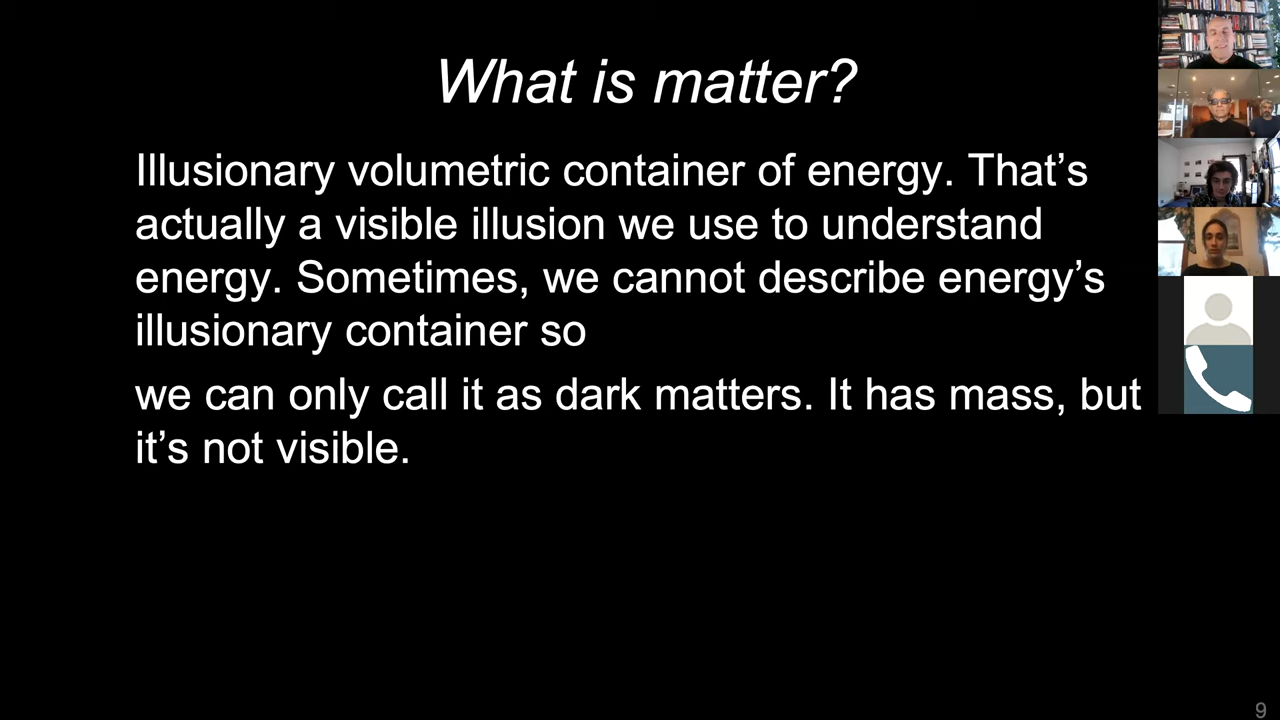 What is matter?
Illusionary volumetric container of energy. That’s
actually a visible illusion we use to understand
energy. Sometimes, we cannot describe energy’s
illusionary container so
we can only call it as dark matters. It has mass, but
it’s not visible.
9